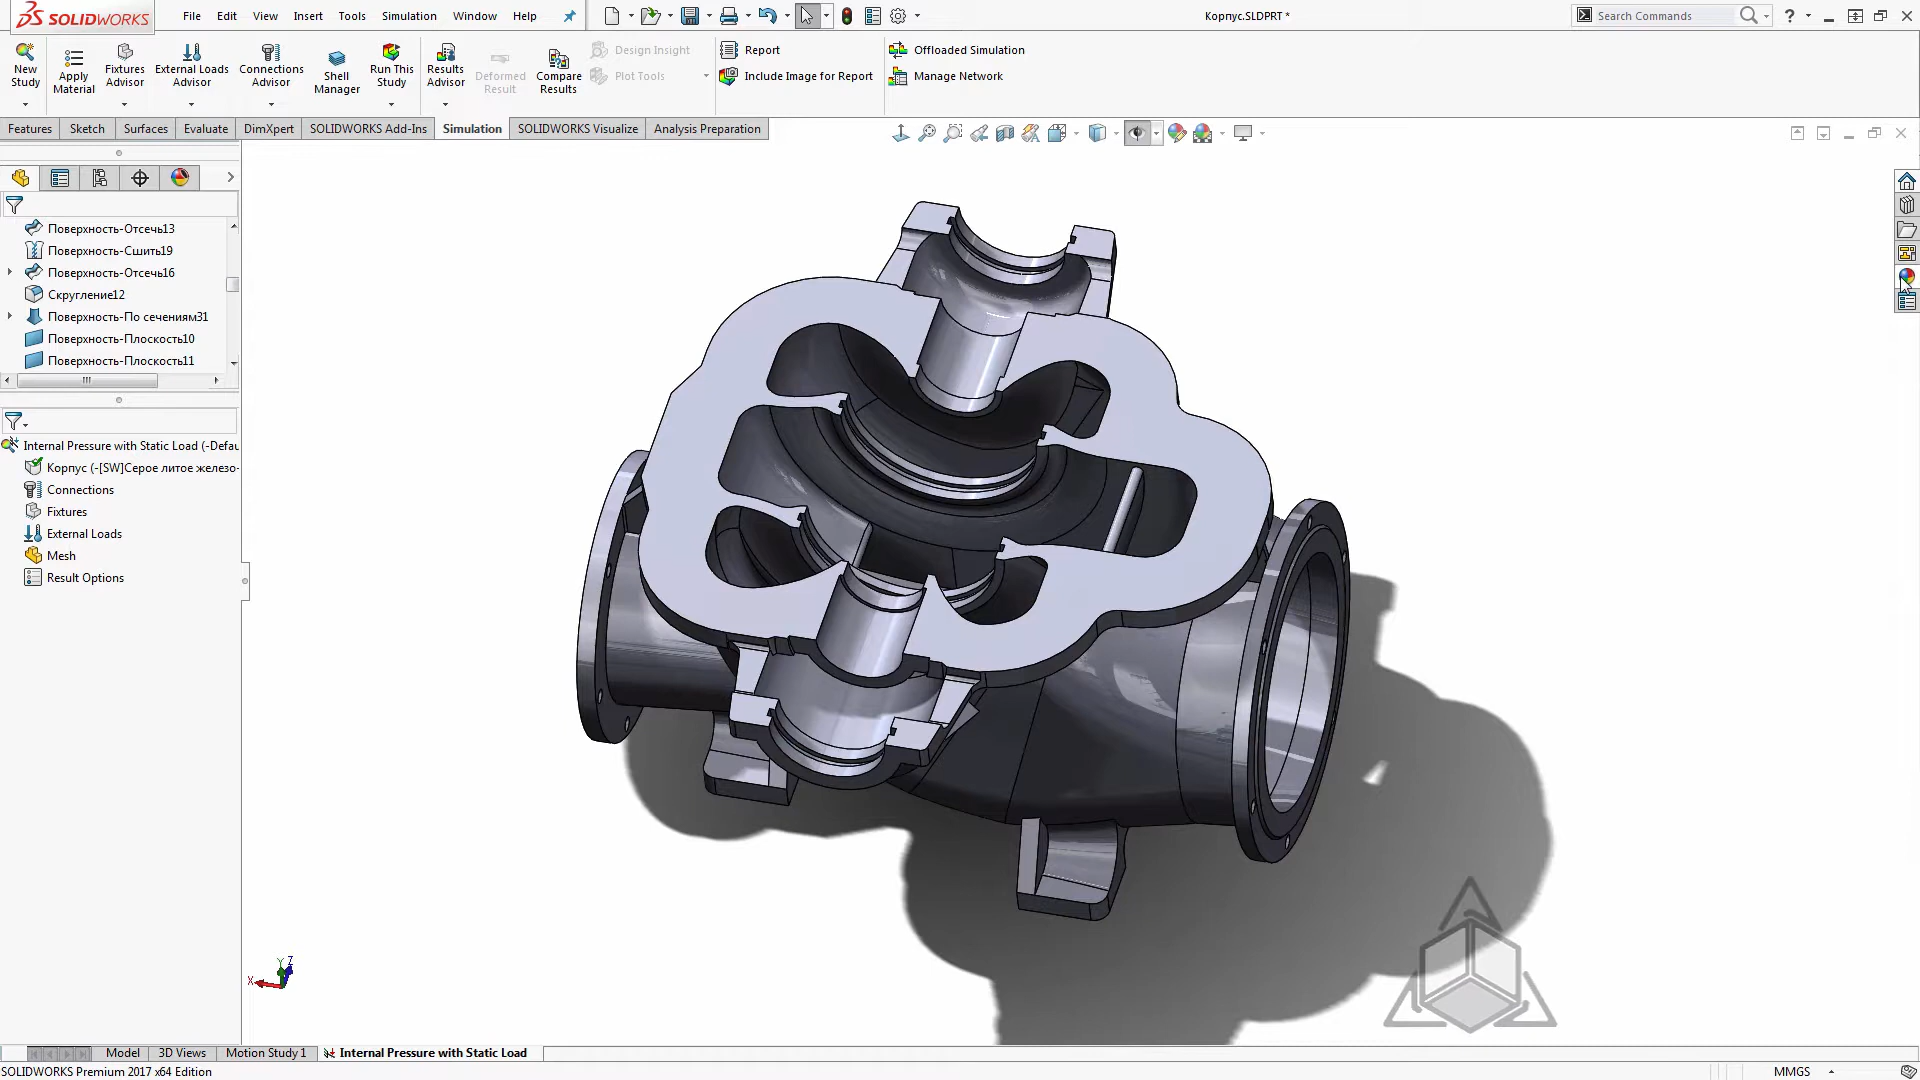 SOLIDWORKS
File Edit View Insert Tools Simulation Window Help
Корпус.SLDPRT *
Search Commands
New Study
Apply Material
Fixtures Advisor
External Loads Advisor
Connections Advisor
Shell Manager
Run This Study
Results Advisor
Deformed Result
Compare Results
Design Insight
Plot Tools
Report
Include Image for Report
Offloaded Simulation
Manage Network
Features Sketch Surfaces Evaluate DimXpert SOLIDWORKS Add-Ins Simulation SOLIDWORKS Visualize Analysis Preparation
Поверхность-Отсечь13
Поверхность-Сшить19
Поверхность-Отсечь16
Скругление12
Поверхность-По сечениям31
Поверхность-Плоскость10
Поверхность-Плоскость11
Internal Pressure with Static Load (-Defau
Корпус (-[SW]Серое литое железо-
Connections
Fixtures
External Loads
Mesh
Result Options
X Y Z
Model 3D Views Motion Study 1 Internal Pressure with Static Load
SOLIDWORKS Premium 2017 x64 Edition
MMGS